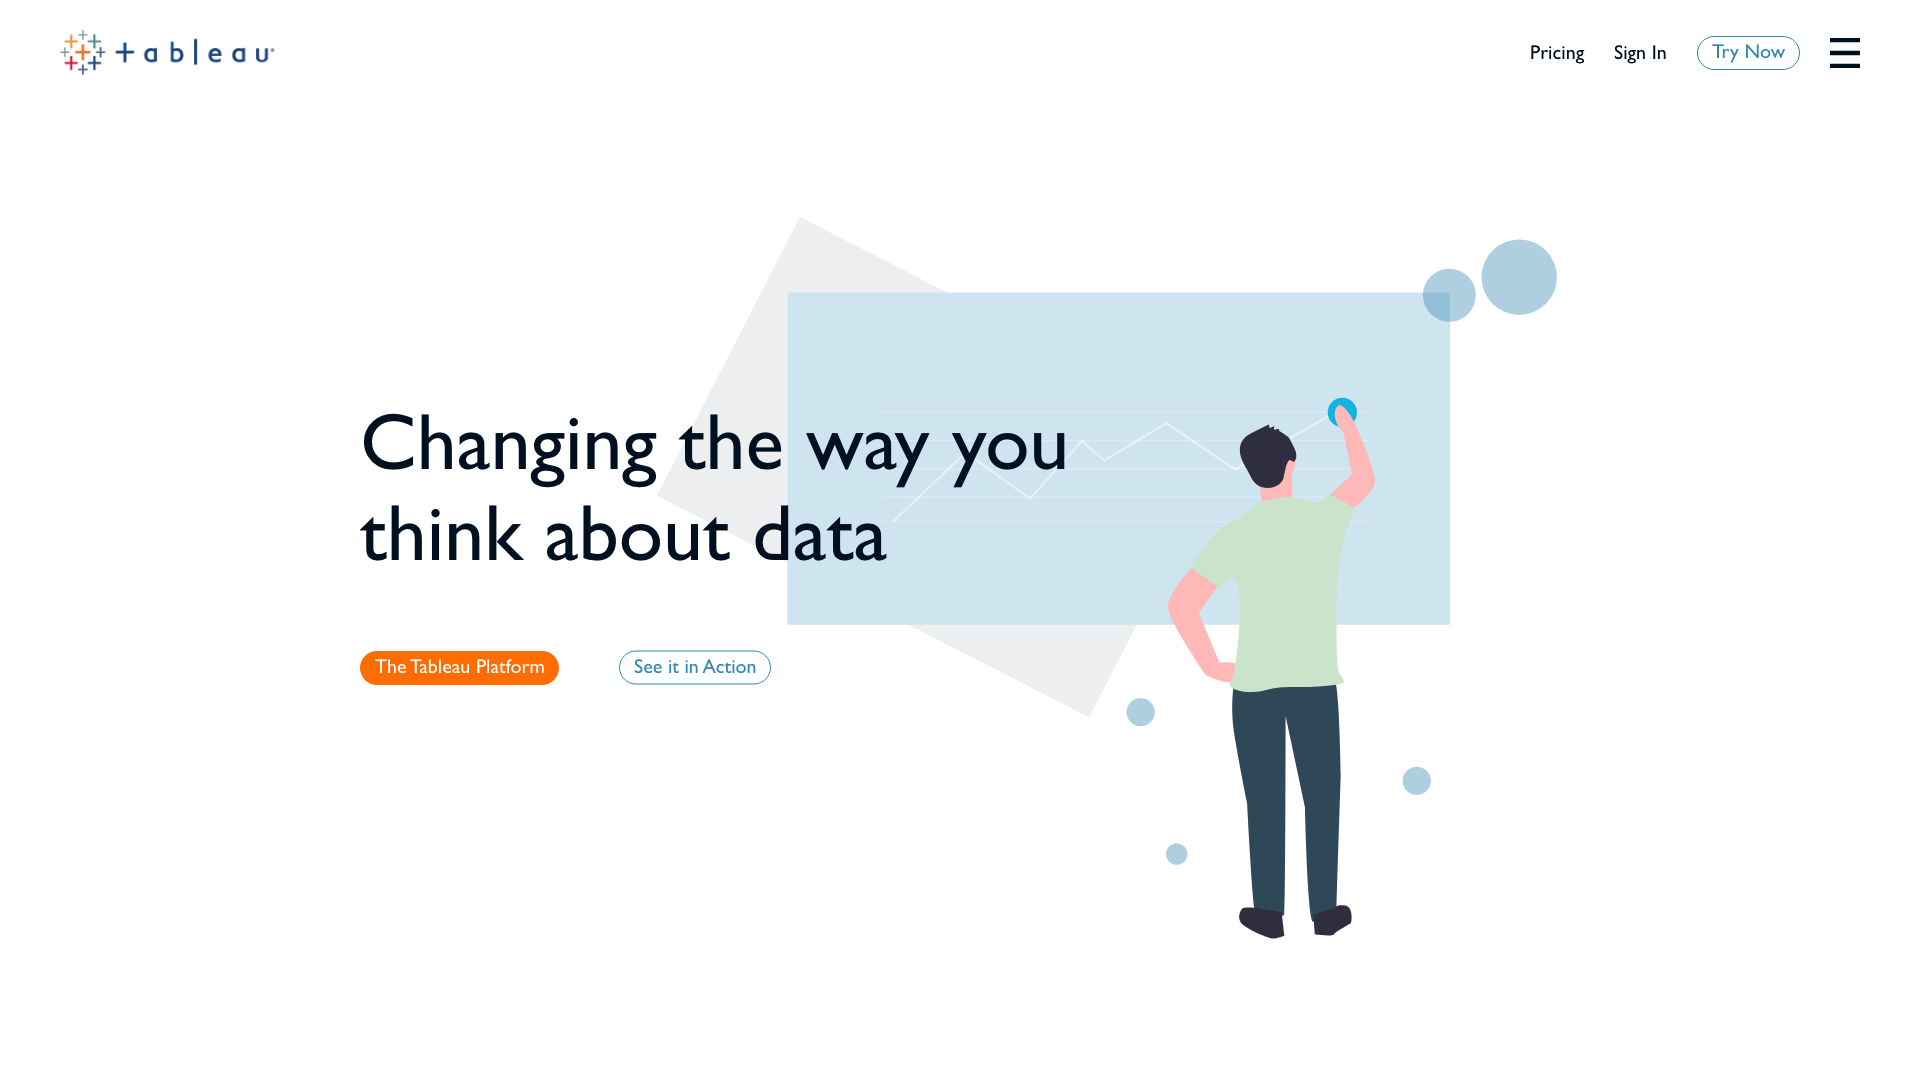 +ableau®
Pricing
Sign In
Try Now
Changing the way you
think about data
The Tableau Platform
See it in Action